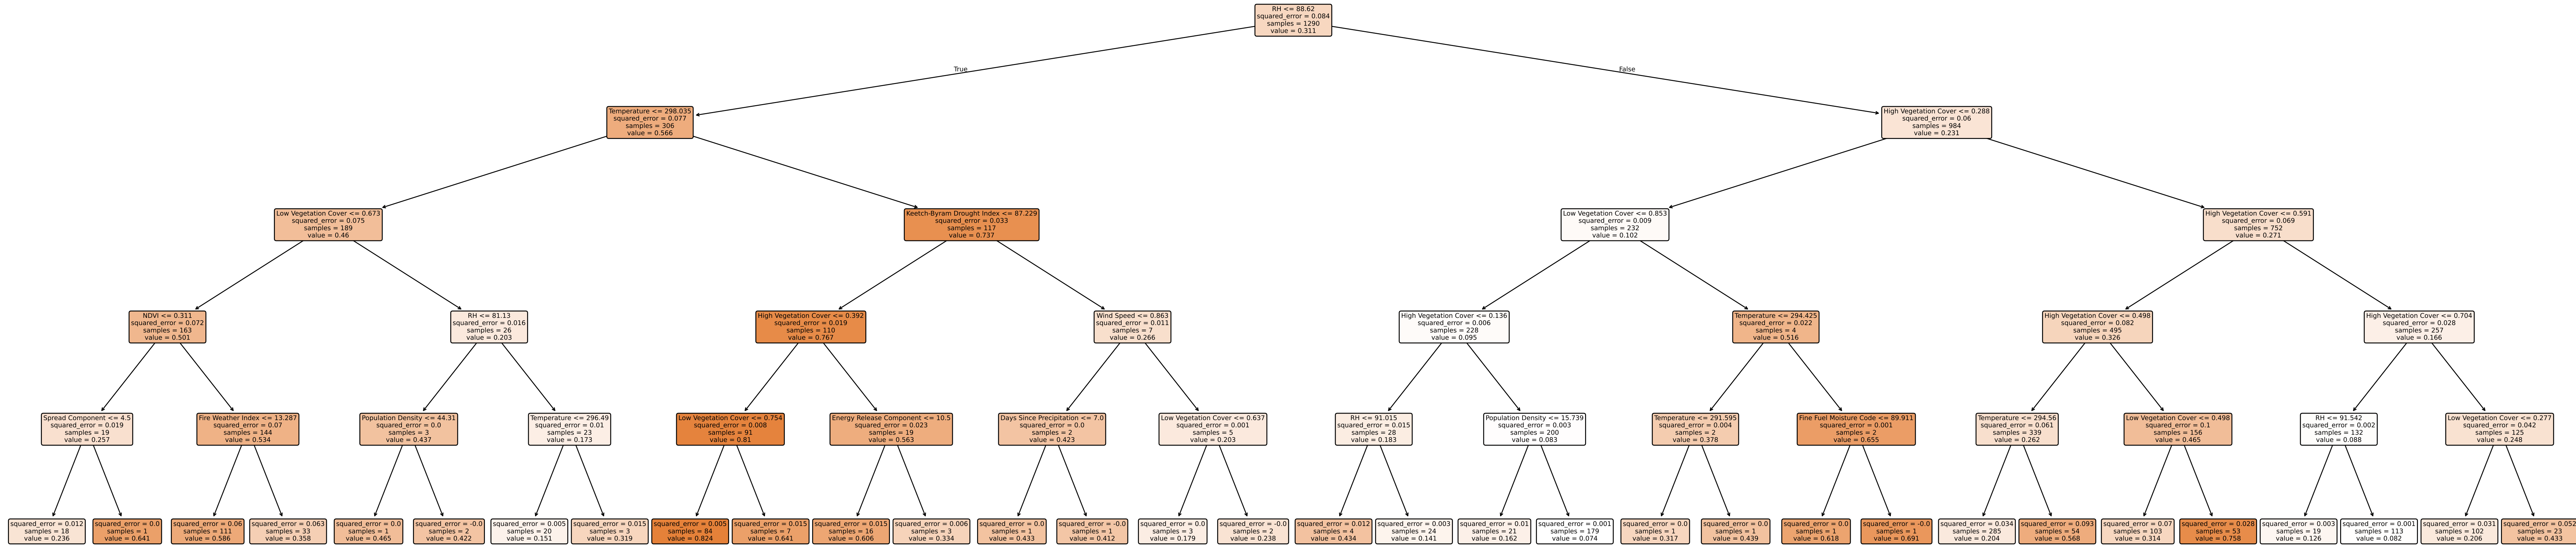 RH <= 88.62
squared_error = 0.084
samples = 1290
value = 0.311
True
False
Temperature <= 298.035
squared_error = 0.077
samples = 306
value = 0.566
High Vegetation Cover <= 0.288
squared_error = 0.06
samples = 984
value = 0.231
Low Vegetation Cover <= 0.673
squared_error = 0.075
samples = 189
value = 0.46
Keetch-Byram Drought Index <= 87.229
squared_error = 0.033
samples = 117
value = 0.737
Low Vegetation Cover <= 0.853
squared_error = 0.009
samples = 232
value = 0.102
High Vegetation Cover <= 0.591
squared_error = 0.069
samples = 752
value = 0.271
NDVI <= 0.311
squared_error = 0.072
samples = 163
value = 0.501
RH <= 81.13
squared_error = 0.016
samples = 26
value = 0.203
High Vegetation Cover <= 0.392
squared_error = 0.019
samples = 110
value = 0.767
Wind Speed <= 0.863
squared_error = 0.011
samples = 7
value = 0.266
High Vegetation Cover <= 0.136
squared_error = 0.006
samples = 228
value = 0.095
Temperature <= 294.425
squared_error = 0.022
samples = 4
value = 0.516
High Vegetation Cover <= 0.498
squared_error = 0.082
samples = 495
value = 0.326
High Vegetation Cover <= 0.704
squared_error = 0.028
samples = 257
value = 0.166
Spread Component <= 4.5
squared_error = 0.019
samples = 19
value = 0.257
Fire Weather Index <= 13.287
squared_error = 0.07
samples = 144
value = 0.534
Population Density <= 44.31
squared_error = 0.0
samples = 3
value = 0.437
Temperature <= 296.49
squared_error = 0.01
samples = 23
value = 0.173
Low Vegetation Cover <= 0.754
squared_error = 0.008
samples = 91
value = 0.81
Energy Release Component <= 10.5
squared_error = 0.023
samples = 19
value = 0.563
Days Since Precipitation <= 7.0
squared_error = 0.0
samples = 2
value = 0.423
Low Vegetation Cover <= 0.637
squared_error = 0.001
samples = 5
value = 0.203
RH <= 91.015
squared_error = 0.015
samples = 28
value = 0.183
Population Density <= 15.739
squared_error = 0.003
samples = 200
value = 0.083
Temperature <= 291.595
squared_error = 0.004
samples = 2
value = 0.378
Fine Fuel Moisture Code <= 89.911
squared_error = 0.001
samples = 2
value = 0.655
Temperature <= 294.56
squared_error = 0.061
samples = 339
value = 0.262
Low Vegetation Cover <= 0.498
squared_error = 0.1
samples = 156
value = 0.465
RH <= 91.542
squared_error = 0.002
samples = 132
value = 0.088
Low Vegetation Cover <= 0.277
squared_error = 0.042
samples = 125
value = 0.248
squared_error = 0.012
samples = 18
value = 0.236
squared_error = 0.0
samples = 1
value = 0.641
squared_error = 0.06
samples = 111
value = 0.586
squared_error = 0.063
samples = 33
value = 0.358
squared_error = 0.0
samples = 1
value = 0.465
squared_error = -0.0
samples = 2
value = 0.422
squared_error = 0.005
samples = 20
value = 0.151
squared_error = 0.015
samples = 3
value = 0.319
squared_error = 0.005
samples = 84
value = 0.824
squared_error = 0.015
samples = 7
value = 0.641
squared_error = 0.015
samples = 16
value = 0.606
squared_error = 0.006
samples = 3
value = 0.334
squared_error = 0.0
samples = 1
value = 0.433
squared_error = -0.0
samples = 1
value = 0.412
squared_error = 0.0
samples = 3
value = 0.179
squared_error = -0.0
samples = 2
value = 0.238
squared_error = 0.012
samples = 4
value = 0.434
squared_error = 0.003
samples = 24
value = 0.141
squared_error = 0.01
samples = 21
value = 0.162
squared_error = 0.001
samples = 179
value = 0.074
squared_error = 0.0
samples = 1
value = 0.317
squared_error = 0.0
samples = 1
value = 0.439
squared_error = 0.0
samples = 1
value = 0.618
squared_error = -0.0
samples = 1
value = 0.691
squared_error = 0.034
samples = 285
value = 0.204
squared_error = 0.093
samples = 54
value = 0.568
squared_error = 0.07
samples = 103
value = 0.314
squared_error = 0.028
samples = 53
value = 0.758
squared_error = 0.003
samples = 19
value = 0.126
squared_error = 0.001
samples = 113
value = 0.082
squared_error = 0.031
samples = 102
value = 0.206
squared_error = 0.052
samples = 23
value = 0.433